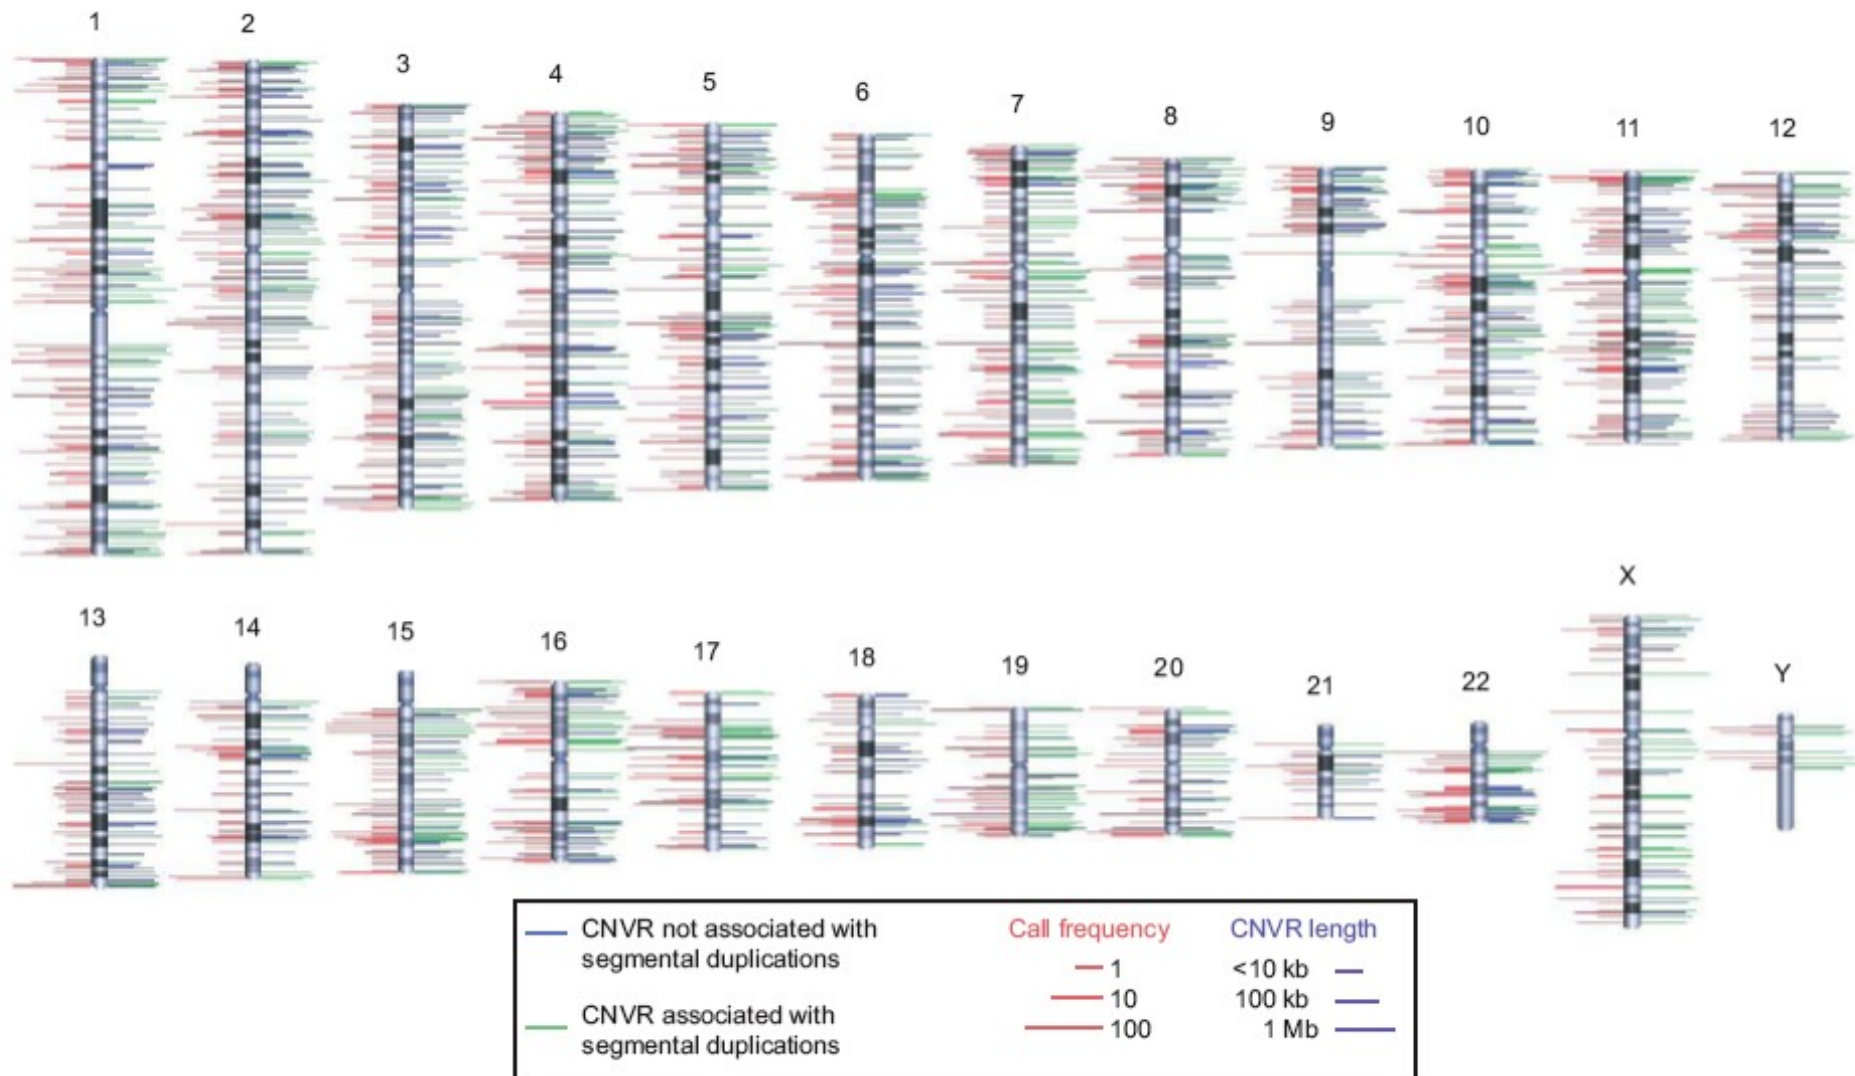 1
2
3
4
5
6
7
8
9
10
11
12
13
14
15
16
17
18
19
20
21
22
X
Y
CNVR not associated with
segmental duplications
CNVR associated with
segmental duplications
Call frequency
1
10
100
CNVR length
<10 kb
100 kb
1 Mb